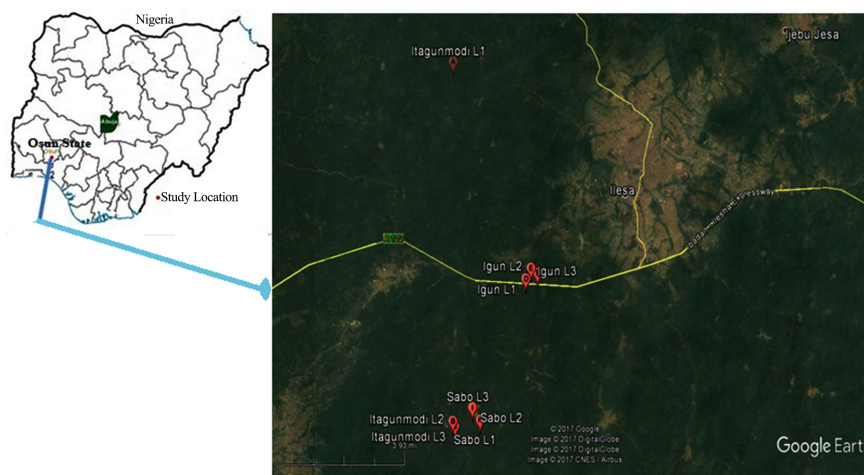 Nigeria
Abuja
Osun State
Study Location
Itagunmodi L1
Ijebu Jesa
Ilesa
Igun L2
Igun L3
Igun L1
Sabo L3
Itagunmodi L2
Sabo L2
Itagunmodi L3
Sabo L1
3.93 mi
© 2017 Google
Image © 2017 DigitalGlobe
Image © 2017 DigitalGlobe
Image © 2017 CNES / Airbus
Google Eart